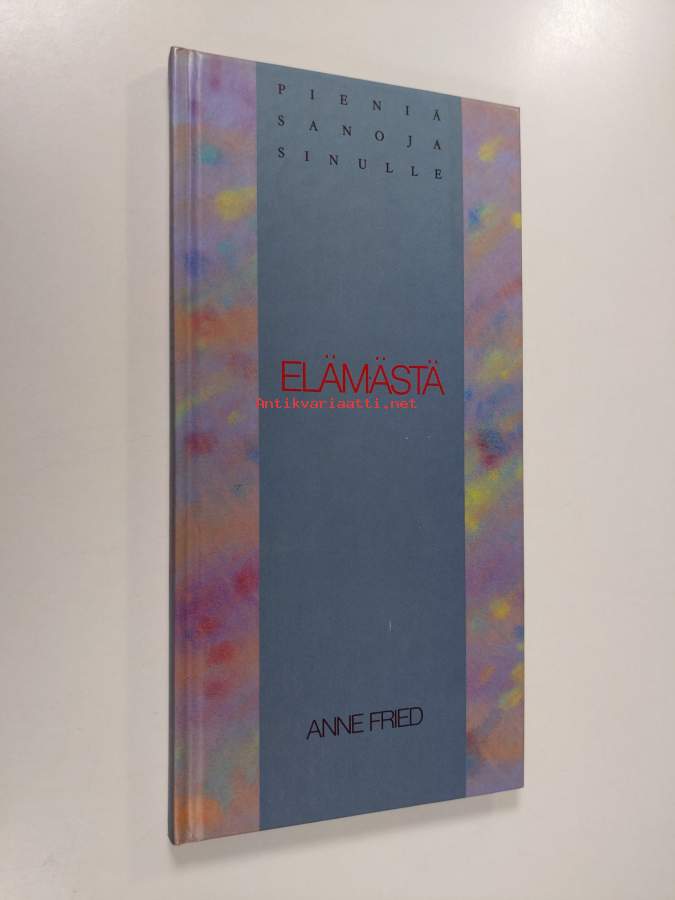 PIENIÄ
SANOJA
SINULLE
ELÄMÄSTÄ
Antikvariaatti.net
ANNE FRIED